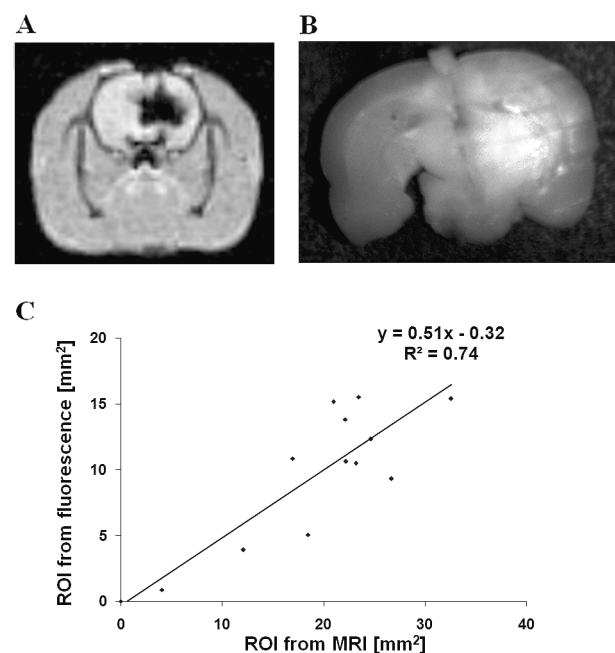 A
B
C
y = 0.51x - 0.32
R² = 0.74
ROI from fluorescence [mm²]
20
15
10
5
0
0
10
20
30
40
ROI from MRI [mm²]